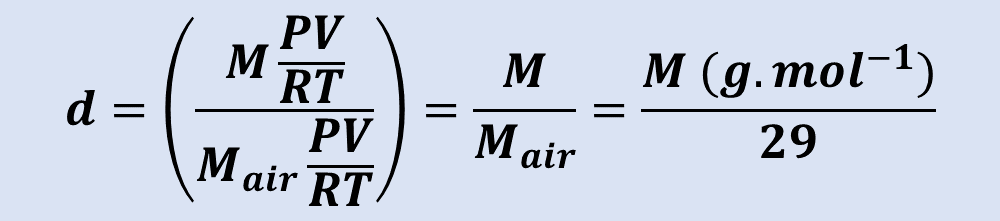 d = (M PV/RT / M_air PV/RT) = M/M_air = M (g.mol⁻¹)/29